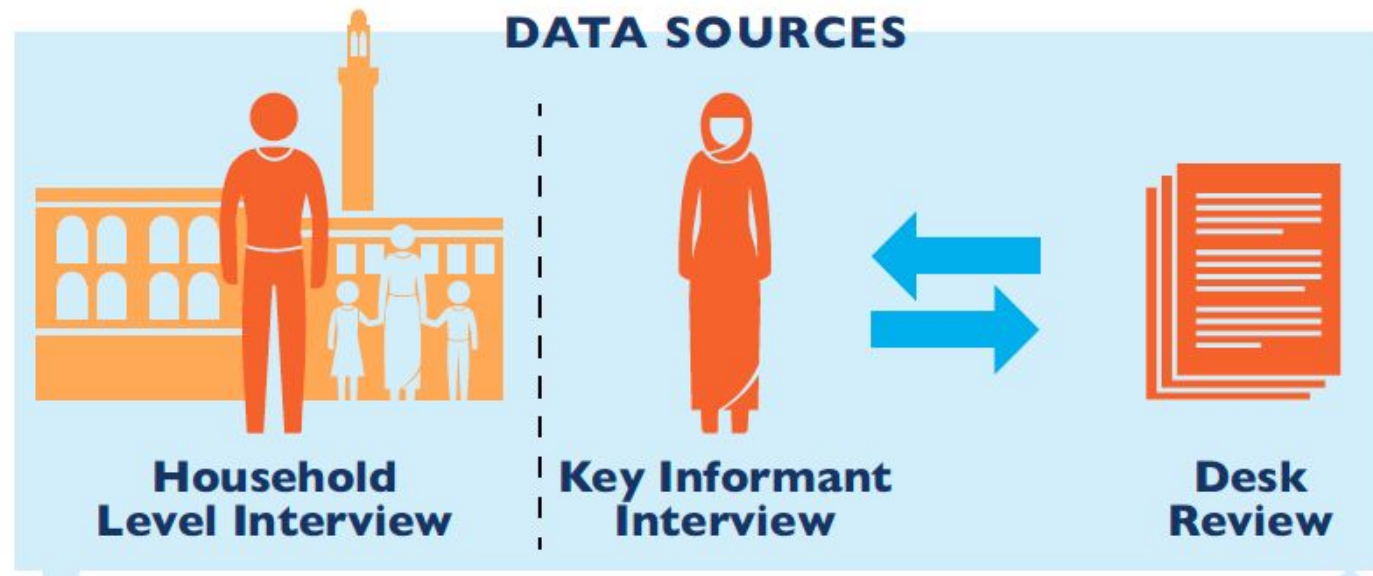 DATA SOURCES
Household
Level Interview
Key Informant
Interview
Desk
Review